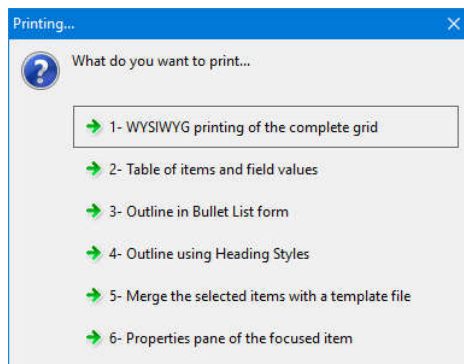 Printing...
What do you want to print...
1- WYSIWYG printing of the complete grid
2- Table of items and field values
3- Outline in Bullet List form
4- Outline using Heading Styles
5- Merge the selected items with a template file
6- Properties pane of the focused item